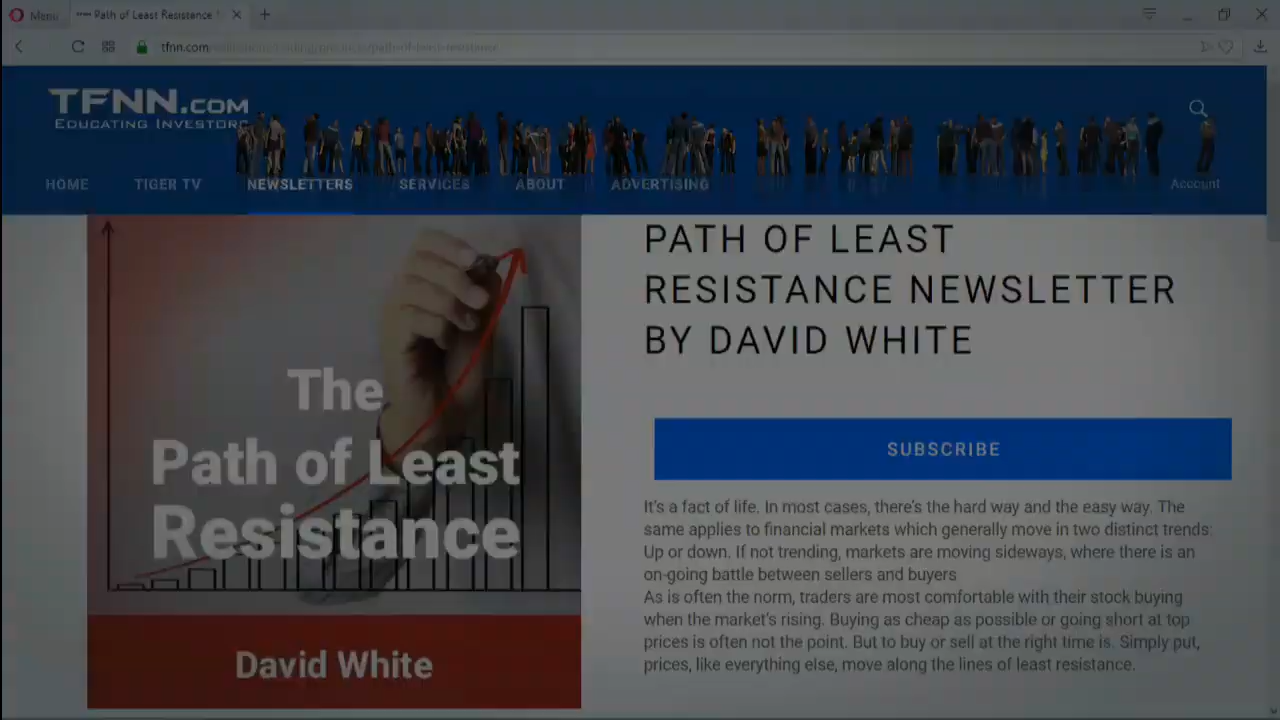 Menu
Path of Least Resistance
tfnn.com
TFNN.COM
EDUCATING INVESTORS
HOME
TIGER TV
NEWSLETTERS
SERVICES
ABOUT
ADVERTISING
Account
The
Path of Least
Resistance
David White
PATH OF LEAST
RESISTANCE NEWSLETTER
BY DAVID WHITE
SUBSCRIBE
It's a fact of life. In most cases, there's the hard way and the easy way. The
same applies to financial markets which generally move in two distinct trends:
Up or down. If not trending, markets are moving sideways, where there is an
on-going battle between sellers and buyers
As is often the norm, traders are most comfortable with their stock buying
when the market's rising. Buying as cheap as possible or going short at top
prices is often not the point. But to buy or sell at the right time is. Simply put,
prices, like everything else, move along the lines of least resistance.